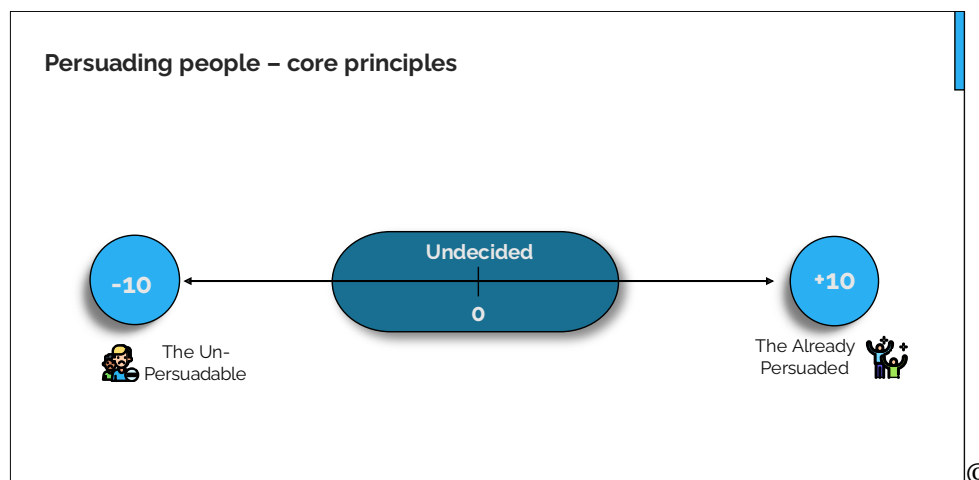 Persuading people – core principles
Undecided
-10
+10
0
The Un-
Persuadable
The Already
Persuaded
©